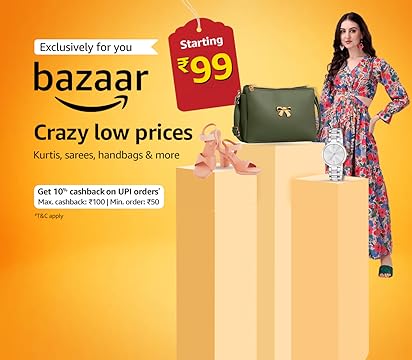 Exclusively for you
Starting
₹99
bazaar
Crazy low prices
Kurtis, sarees, handbags & more
Get 10% cashback on UPI orders*
Max. cashback: ₹100 | Min. order: ₹50
*T&C apply